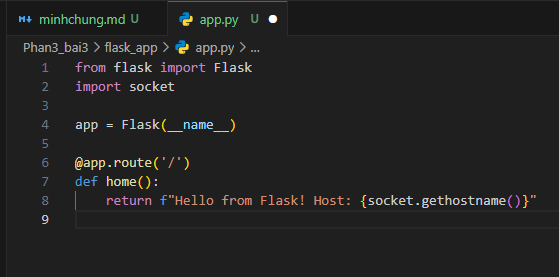 minhchung.md U app.py U
Phan3_bai3 > flask_app > app.py > ...
1 from flask import Flask
2 import socket
3
4 app = Flask(__name__)
5
6 @app.route('/')
7 def home():
8     return f"Hello from Flask! Host: {socket.gethostname()}"
9